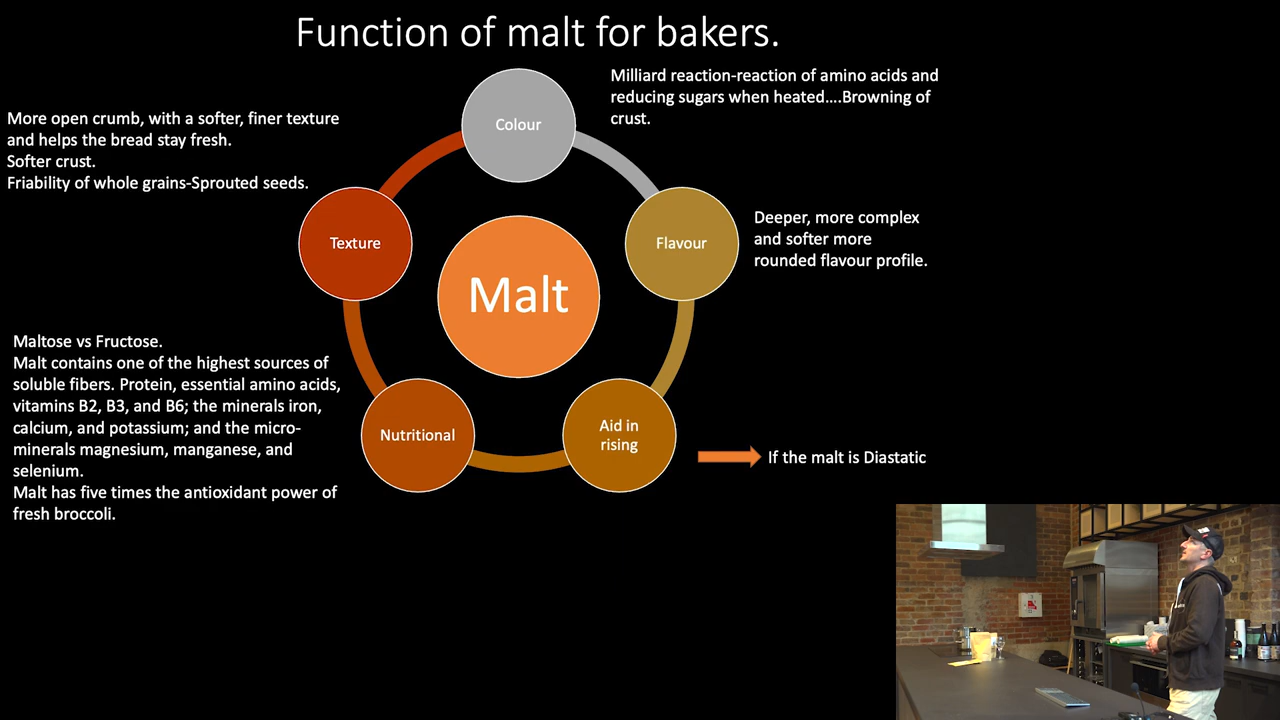 Function of malt for bakers.
Colour
Milliard reaction-reaction of amino acids and
reducing sugars when heated....Browning of
crust.
More open crumb, with a softer, finer texture
and helps the bread stay fresh.
Softer crust.
Friability of whole grains-Sprouted seeds.
Texture
Flavour
Deeper, more complex
and softer more
rounded flavour profile.
Malt
Maltose vs Fructose.
Malt contains one of the highest sources of
soluble fibers. Protein, essential amino acids,
vitamins B2, B3, and B6; the minerals iron,
calcium, and potassium; and the micro-
minerals magnesium, manganese, and
selenium.
Malt has five times the antioxidant power of
fresh broccoli.
Nutritional
Aid in
rising
If the malt is Diastatic